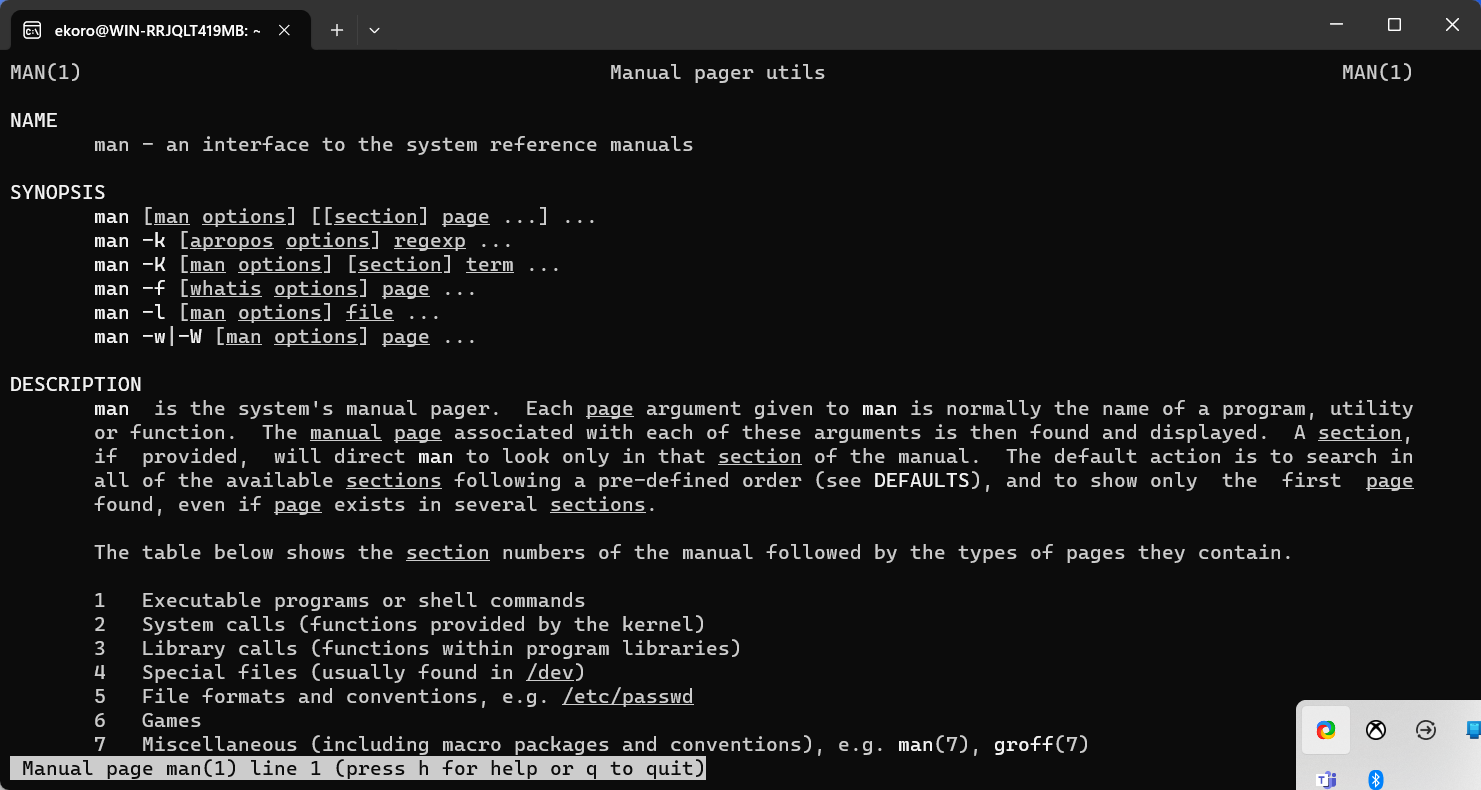 ekoro@WIN-RRJQLT419MB: ~
MAN(1) Manual pager utils MAN(1)
NAME
man - an interface to the system reference manuals
SYNOPSIS
man [man options] [[section] page ...] ...
man -k [apropos options] regexp ...
man -K [man options] [section] term ...
man -f [whatis options] page ...
man -l [man options] file ...
man -w|-W [man options] page ...
DESCRIPTION
man  is the system's manual pager.  Each page argument given to man is normally the name of a program, utility
or function.  The manual page associated with each of these arguments is then found and displayed.  A section,
if  provided,  will direct man to look only in that section of the manual.  The default action is to search in
all of the available sections following a pre-defined order (see DEFAULTS), and to show only  the  first  page
found, even if page exists in several sections.
The table below shows the section numbers of the manual followed by the types of pages they contain.
1   Executable programs or shell commands
2   System calls (functions provided by the kernel)
3   Library calls (functions within program libraries)
4   Special files (usually found in /dev)
5   File formats and conventions, e.g. /etc/passwd
6   Games
7   Miscellaneous (including macro packages and conventions), e.g. man(7), groff(7)
Manual page man(1) line 1 (press h for help or q to quit)